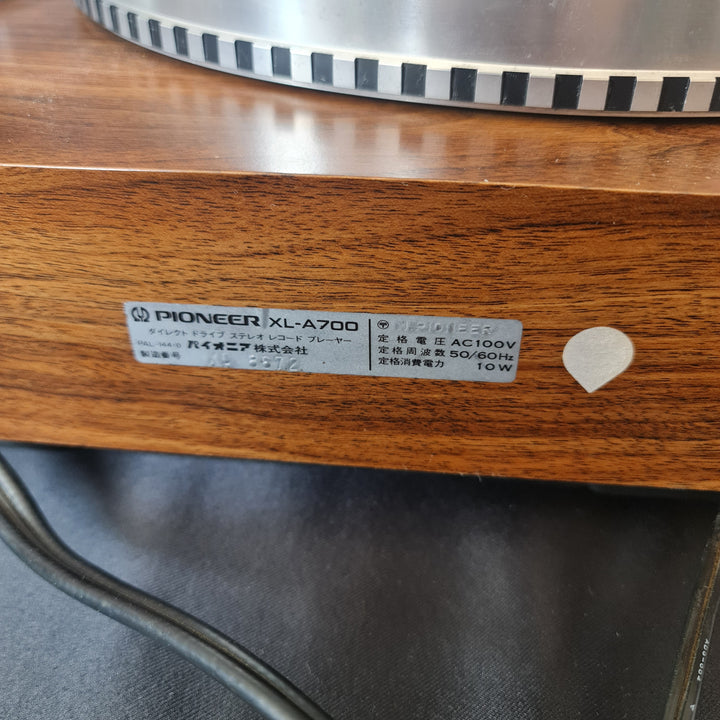 PIONEER XL-A700
ダイレクト ドライブ ステレオ レコード プレーヤー
PAL-144/0 パイオニア株式会社
製造番号
PIONEER
定格電圧 AC100V
定格周波数 50/60Hz
定格消費電力 10W